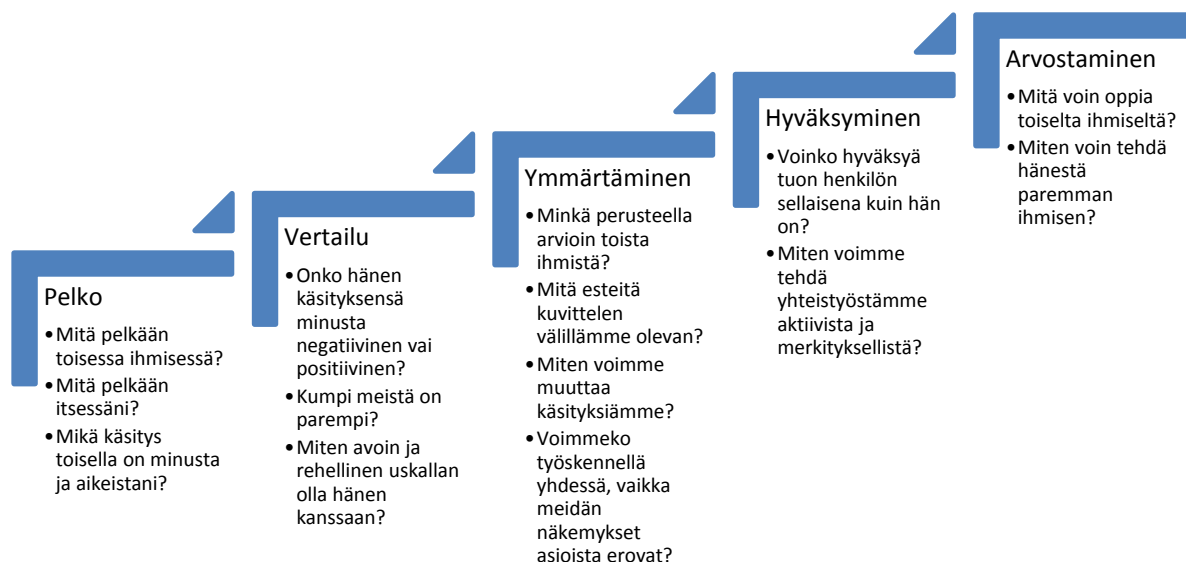 Pelko
•Mitä pelkään
toisessa ihmisessä?
•Mitä pelkään
itsessäni?
•Mikä käsitys
toisella on minusta
ja aikeistani?
Vertailu
•Onko hänen
käsityksensä
minusta
negatiivinen vai
positiivinen?
•Kumpi meistä on
parempi?
•Miten avoin ja
rehellinen uskallan
olla hänen
kanssaan?
Ymmärtäminen
•Minkä perusteella
arvioin toista
ihmistä?
•Mitä esteitä
kuvittelen
välillämme olevan?
•Miten voimme
muuttaa
käsityksiämme?
•Voimmeko
työskennellä
yhdessä, vaikka
meidän
näkemykset
asioista erovat?
Hyväksyminen
•Voinko hyväksyä
tuon henkilön
sellaisena kuin hän
on?
•Miten voimme
tehdä
yhteistyöstämme
aktiivista ja
merkityksellistä?
Arvostaminen
•Mitä voin oppia
toiselta ihmiseltä?
•Miten voin tehdä
hänestä
paremman
ihmisen?